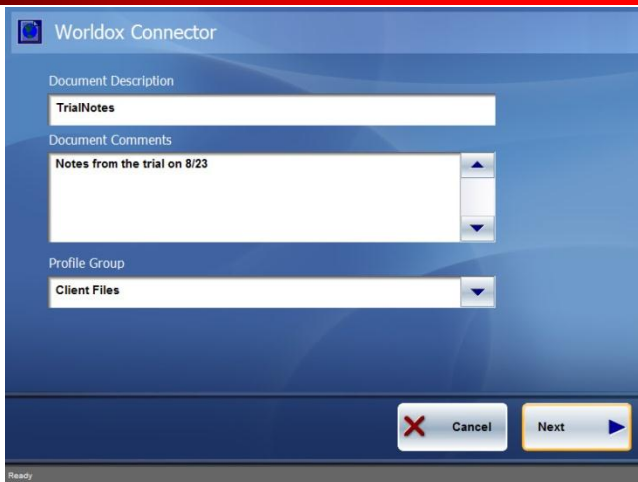 Worldox Connector
Document Description
TrialNotes
Document Comments
Notes from the trial on 8/23
Profile Group
Client Files
Cancel
Next
Ready